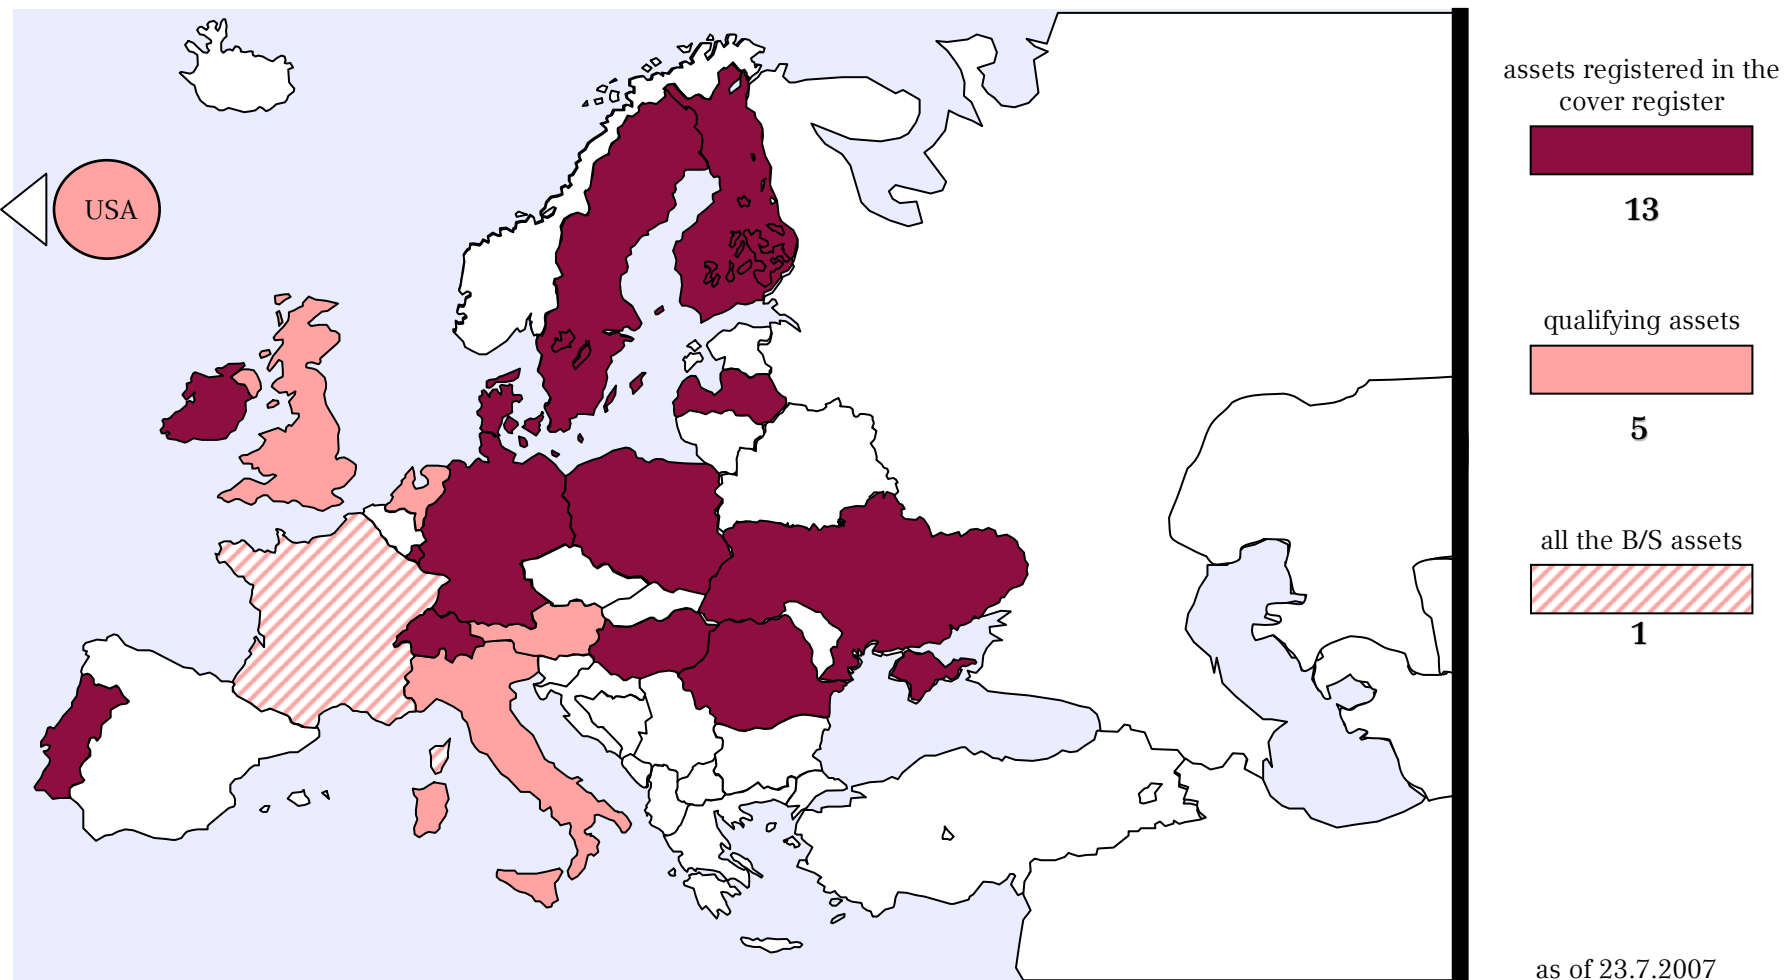 assets registered in the
cover register
13
USA
qualifying assets
5
all the B/S assets
1
as of 23.7.2007